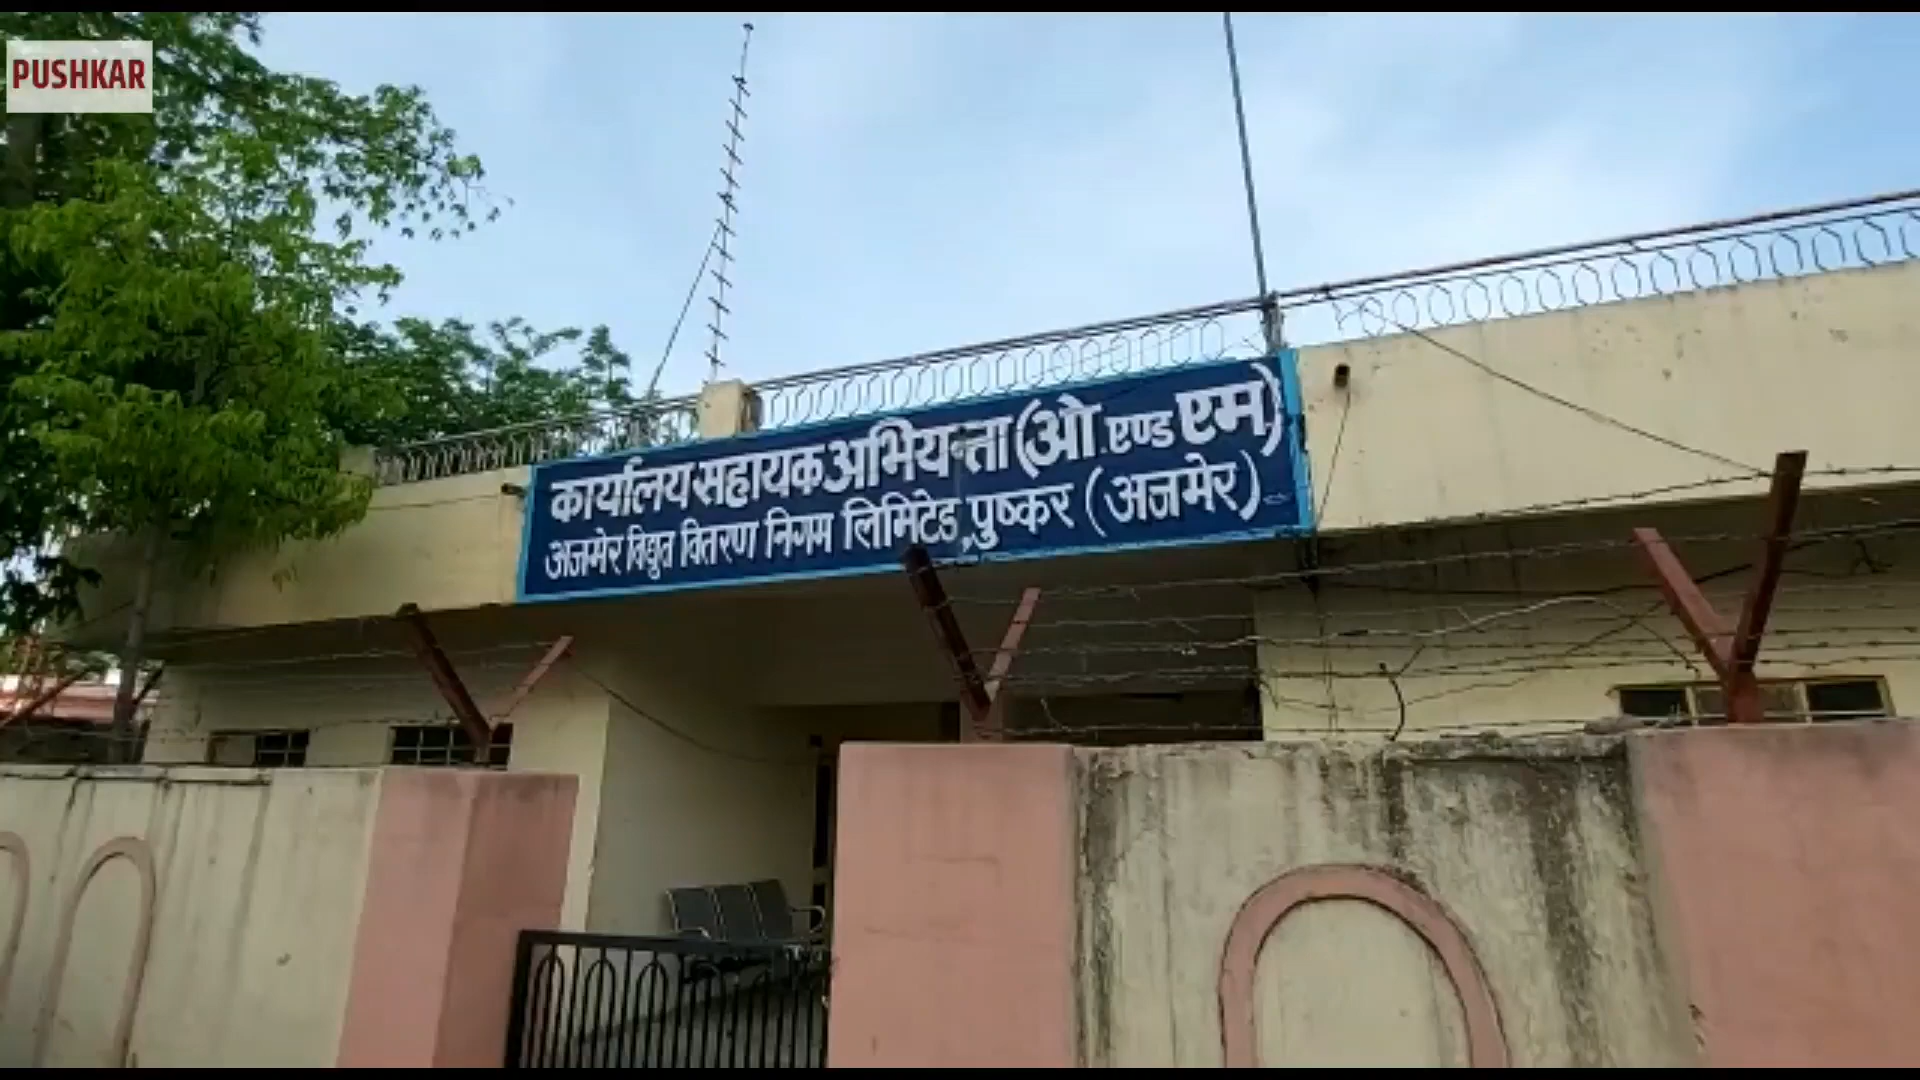 PUSHKAR
कार्यालय सहायक अभियन्ता (ओ.एण्ड एम)
अजमेर विद्युत वितरण निगम लिमिटेड, पुष्कर (अजमेर)